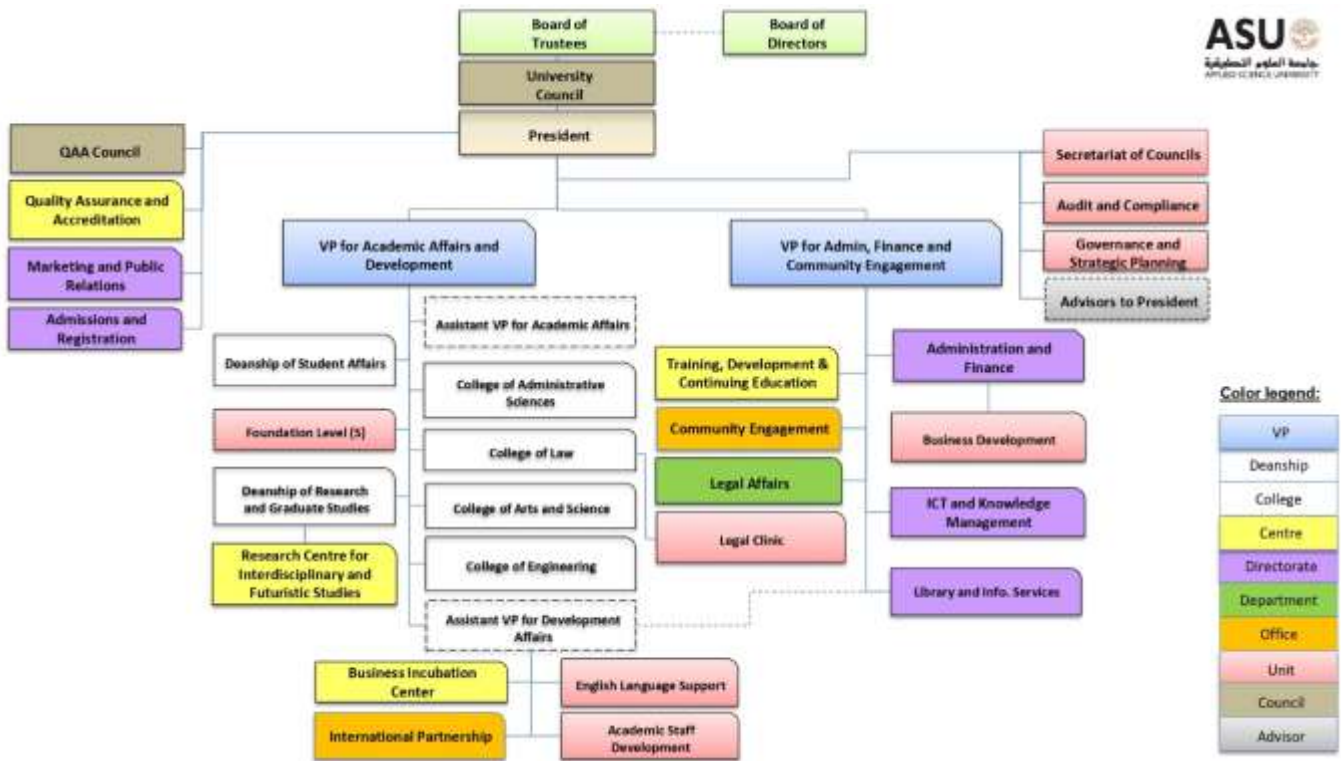 Board of
Trustees
Board of
Directors
ASU
جامعة العلوم التطبيقية
APPLIED SCIENCE UNIVERSITY
University
Council
President
QAA Council
Quality Assurance and
Accreditation
Marketing and Public
Relations
Admissions and
Registration
Secretariat of Councils
Audit and Compliance
Governance and
Strategic Planning
Advisors to President
VP for Academic Affairs and
Development
VP for Admin, Finance and
Community Engagement
Assistant VP for Academic Affairs
Deanship of Student Affairs
College of Administrative
Sciences
Foundation Level (5)
College of Law
Deanship of Research
and Graduate Studies
College of Arts and Science
Research Centre for
Interdisciplinary and
Futuristic Studies
College of Engineering
Assistant VP for Development
Affairs
Business Incubation
Center
English Language Support
International Partnership
Academic Staff
Development
Training, Development &
Continuing Education
Community Engagement
Legal Affairs
Legal Clinic
Administration and
Finance
Business Development
ICT and Knowledge
Management
Library and Info. Services
Color legend:
VP
Deanship
College
Centre
Directorate
Department
Office
Unit
Council
Advisor